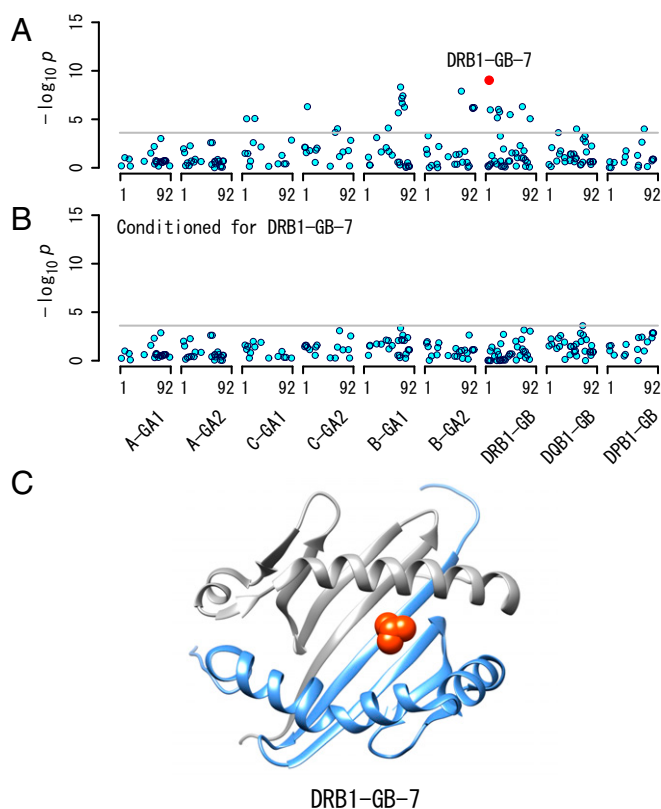 A
15
10
5
0
−log10 p
DRB1-GB-7
1 92 1 92 1 92 1 92 1 92 1 92 1 92 1 92 1 92
B
15
10
5
0
−log10 p
Conditioned for DRB1-GB-7
1 92 1 92 1 92 1 92 1 92 1 92 1 92 1 92 1 92
A-GA1 A-GA2 C-GA1 C-GA2 B-GA1 B-GA2 DRB1-GB DQB1-GB DPB1-GB
C
DRB1-GB-7